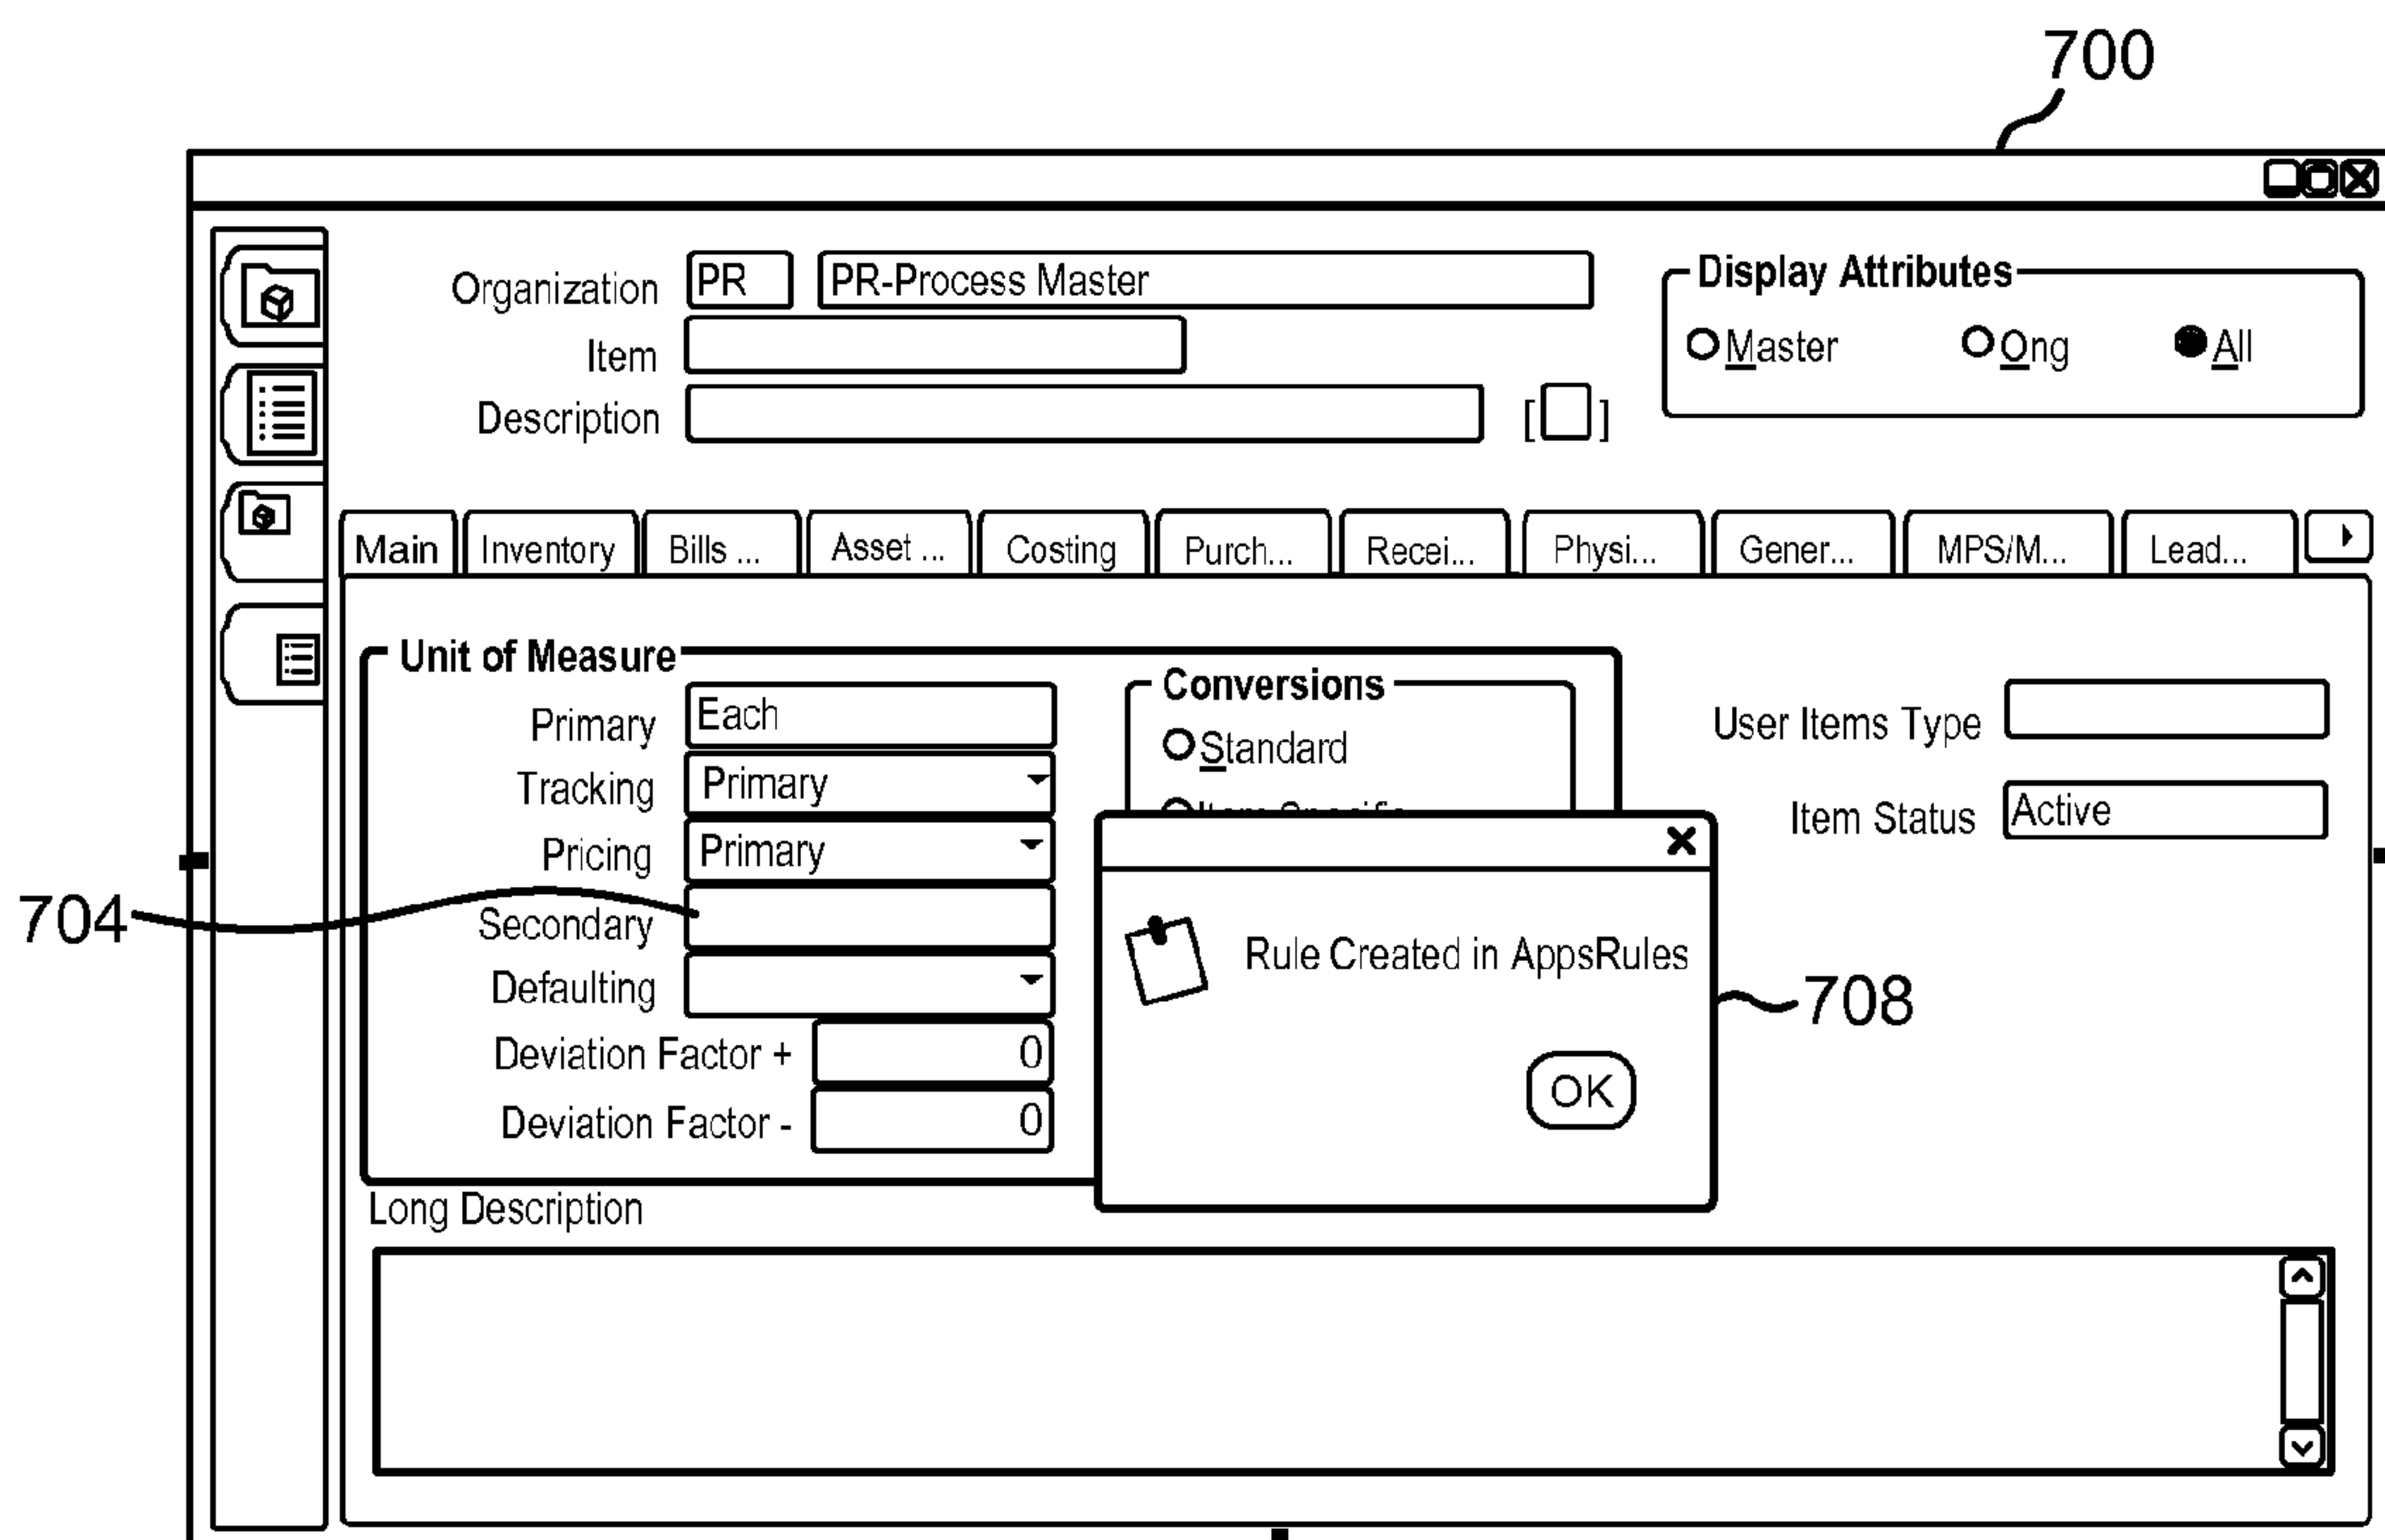 700
Organization PR PR-Process Master
Item
Description [ ]
Display Attributes
Master Ong All
Main Inventory Bills ... Asset ... Costing Purch... Recei... Physi... Gener... MPS/M... Lead...
Unit of Measure
Primary Each
Tracking Primary
Pricing Primary
704
Secondary
Defaulting
Deviation Factor + 0
Deviation Factor - 0
Conversions
Standard
Item Specific
User Items Type
Item Status Active
Rule Created in AppsRules
708
OK
Long Description